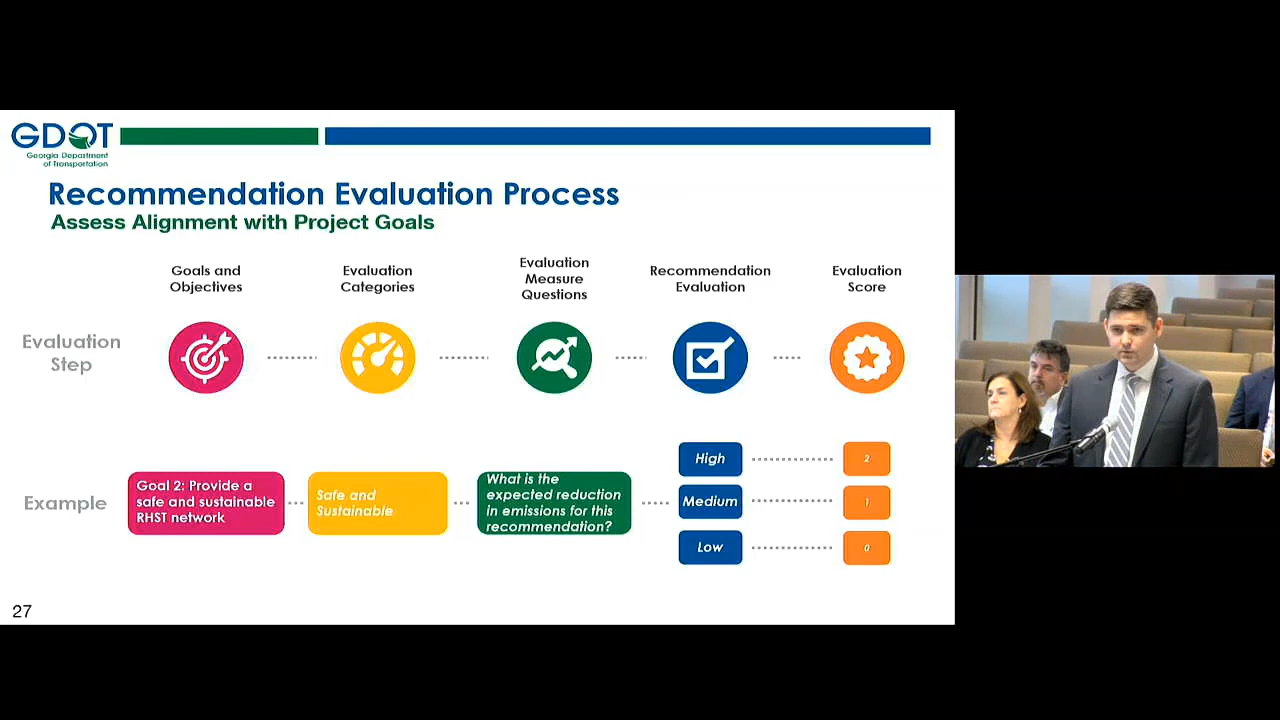 GDOT
Georgia Department
of Transportation
Recommendation Evaluation Process
Assess Alignment with Project Goals
Goals and
Objectives
Evaluation
Categories
Evaluation
Measure
Questions
Recommendation
Evaluation
Evaluation
Score
Evaluation
Step
Example
Goal 2: Provide a
safe and sustainable
RHST network
Safe and
Sustainable
What is the
expected reduction
in emissions for this
recommendation?
High
2
Medium
1
Low
0
27